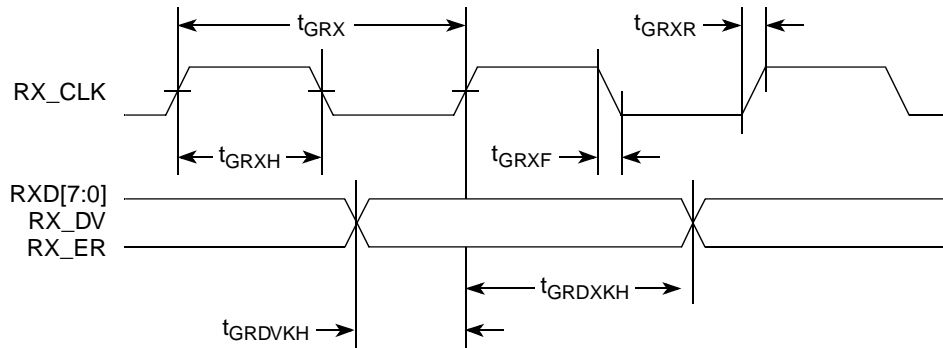 tGRX
tGRXR
RX_CLK
tGRXH
tGRXF
RXD[7:0]
RX_DV
RX_ER
tGRDXKH
tGRDVKH